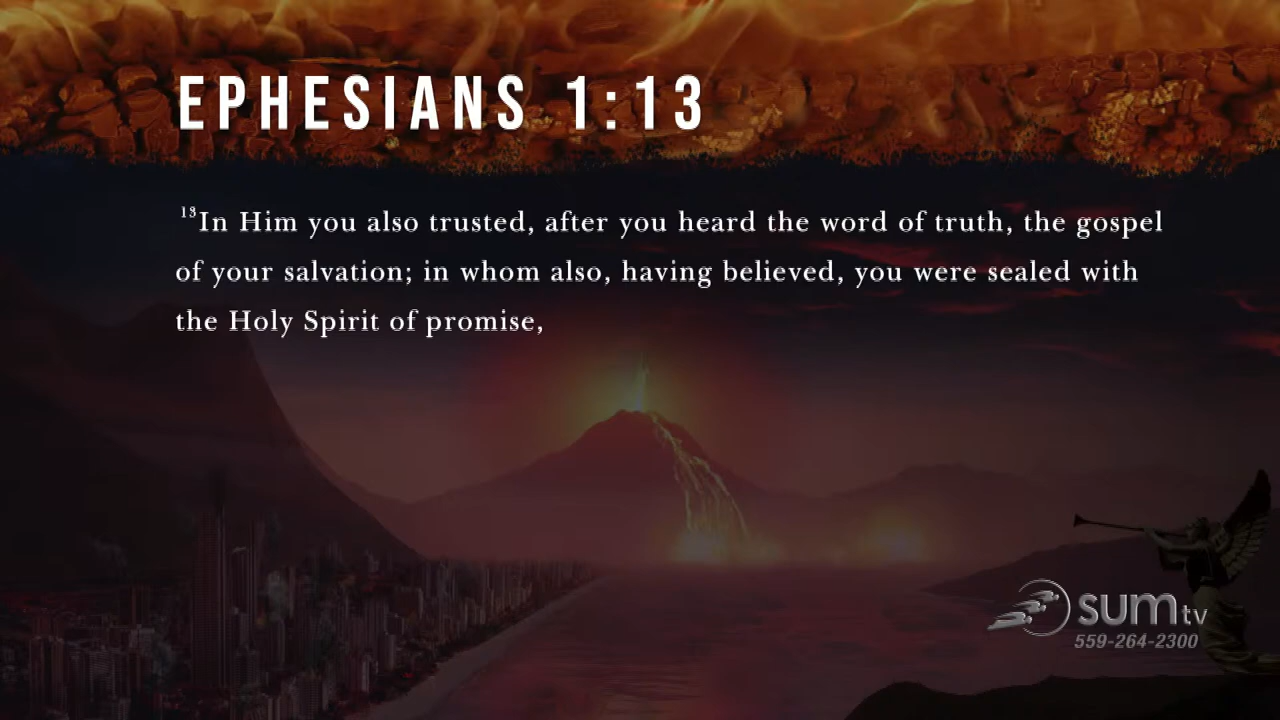 EPHESIANS 1:13
¹³In Him you also trusted, after you heard the word of truth, the gospel
of your salvation; in whom also, having believed, you were sealed with
the Holy Spirit of promise,
sumtv
559-264-2300